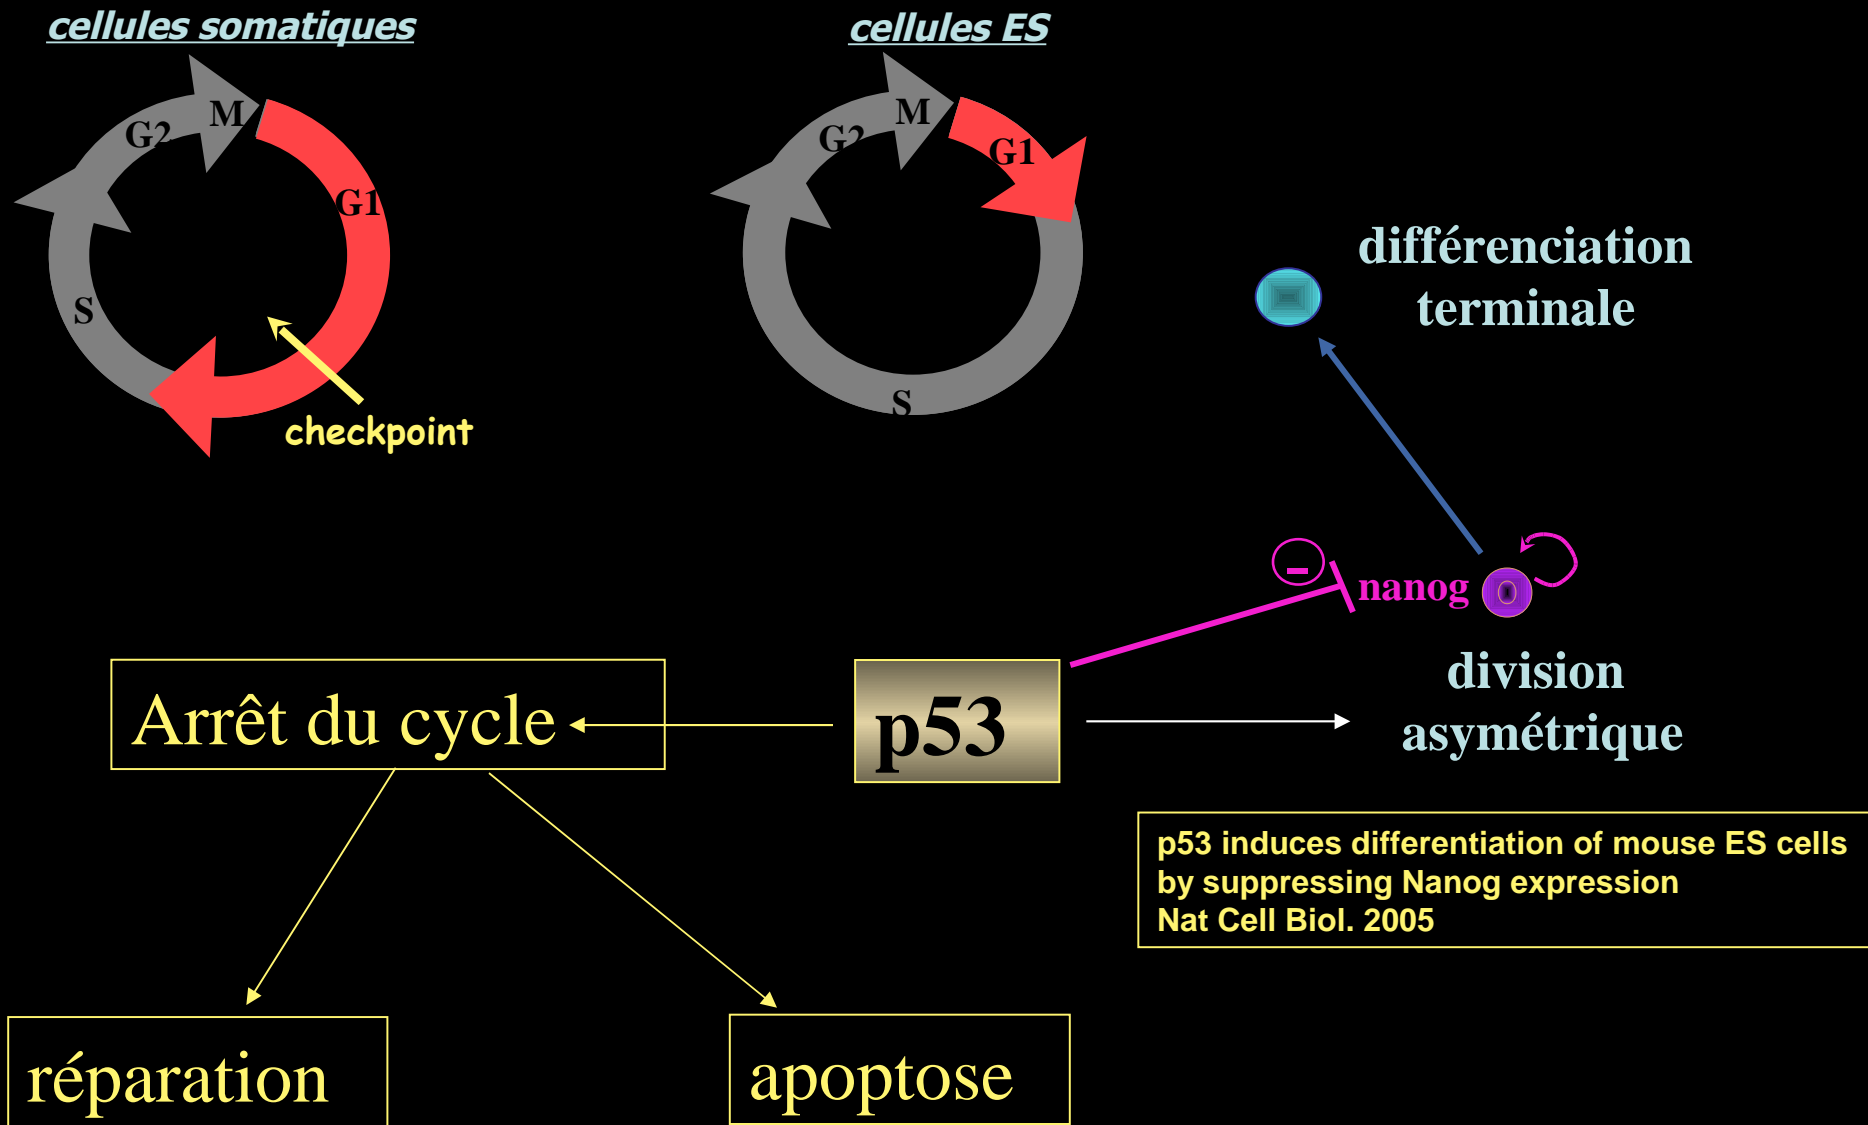 cellules somatiques
M
G2
G1
S
checkpoint
cellules ES
M
G2
G1
S
différenciation
terminale
–
nanog
division
asymétrique
Arrêt du cycle
p53
p53 induces differentiation of mouse ES cells
by suppressing Nanog expression
Nat Cell Biol. 2005
réparation
apoptose